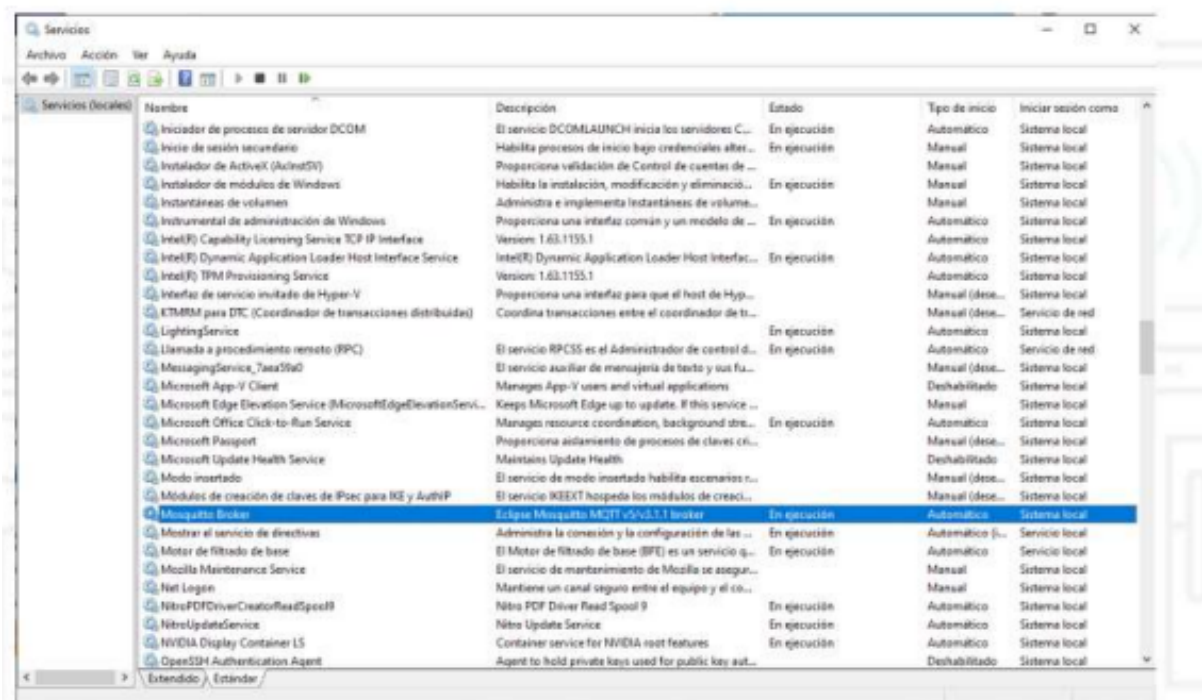 Servicios
Archivo Acción Ver Ayuda
Servicios (locales)
Nombre Descripción Estado Tipo de inicio Iniciar sesión como
Iniciador de procesos de servidor DCOM El servicio DCOMLAUNCH inicia los servidores C... En ejecución Automático Sistema local
Inicio de sesión secundario Habilita procesos de inicio bajo credenciales alter... En ejecución Manual Sistema local
Instalador de ActiveX (AxInstSV) Proporciona validación de Control de cuentas de ... Manual Sistema local
Instalador de módulos de Windows Habilita la instalación, modificación y eliminació... En ejecución Manual Sistema local
Instantáneas de volumen Administra e implementa Instantáneas de volume... Manual Sistema local
Instrumental de administración de Windows Proporciona una interfaz común y un modelo de ... En ejecución Automático Sistema local
Intel(R) Capability Licensing Service TCP IP Interface Version: 1.63.1155.1 Automático Sistema local
Intel(R) Dynamic Application Loader Host Interface Service Intel(R) Dynamic Application Loader Host Interfac... En ejecución Automático Sistema local
Intel(R) TPM Provisioning Service Version: 1.63.1155.1 Automático Sistema local
Interfaz de servicio invitado de Hyper-V Proporciona una interfaz para que el host de Hyp... Manual (dese... Sistema local
KTMRM para DTC (Coordinador de transacciones distribuidas) Coordina transacciones entre el coordinador de tr... Manual (dese... Servicio de red
LightingService En ejecución Automático Sistema local
Llamada a procedimiento remoto (RPC) El servicio RPCSS es el Administrador de control d... En ejecución Automático Servicio de red
MessagingService_7aea59a0 El servicio auxiliar de mensajería de texto y sus fu... Manual (dese... Sistema local
Microsoft App-V Client Manages App-V users and virtual applications Deshabilitado Sistema local
Microsoft Edge Elevation Service (MicrosoftEdgeElevationServi... Keeps Microsoft Edge up to update. If this service ... Manual Sistema local
Microsoft Office Click-to-Run Service Manages resource coordination, background stre... En ejecución Automático Sistema local
Microsoft Passport Proporciona aislamiento de procesos de claves cri... Manual (dese... Sistema local
Microsoft Update Health Service Maintains Update Health Deshabilitado Sistema local
Modo insertado El servicio de modo insertado habilita escenarios r... Manual (dese... Sistema local
Módulos de creación de claves de IPsec para IKE y AuthIP El servicio IKEEXT hospeda los módulos de creaci... Manual (dese... Sistema local
Mosquitto Broker Eclipse Mosquitto MQTT v5/v3.1.1 broker En ejecución Automático Sistema local
Mostrar el servicio de directivas Administra la conexión y la configuración de las ... En ejecución Automático (i... Servicio local
Motor de filtrado de base El Motor de filtrado de base (BFE) es un servicio q... En ejecución Automático Servicio local
Mozilla Maintenance Service El servicio de mantenimiento de Mozilla se asegur... Manual Sistema local
Net Logon Mantiene un canal seguro entre el equipo y el co... Manual Sistema local
NitroPDFDriverCreatorReadSpool9 Nitro PDF Driver Read Spool 9 En ejecución Automático Sistema local
NitroUpdateService Nitro Update Service En ejecución Automático Sistema local
NVIDIA Display Container LS Container service for NVIDIA root features En ejecución Automático Sistema local
OpenSSH Authentication Agent Agent to hold private keys used for public key aut... Deshabilitado Sistema local
Extendido Estándar